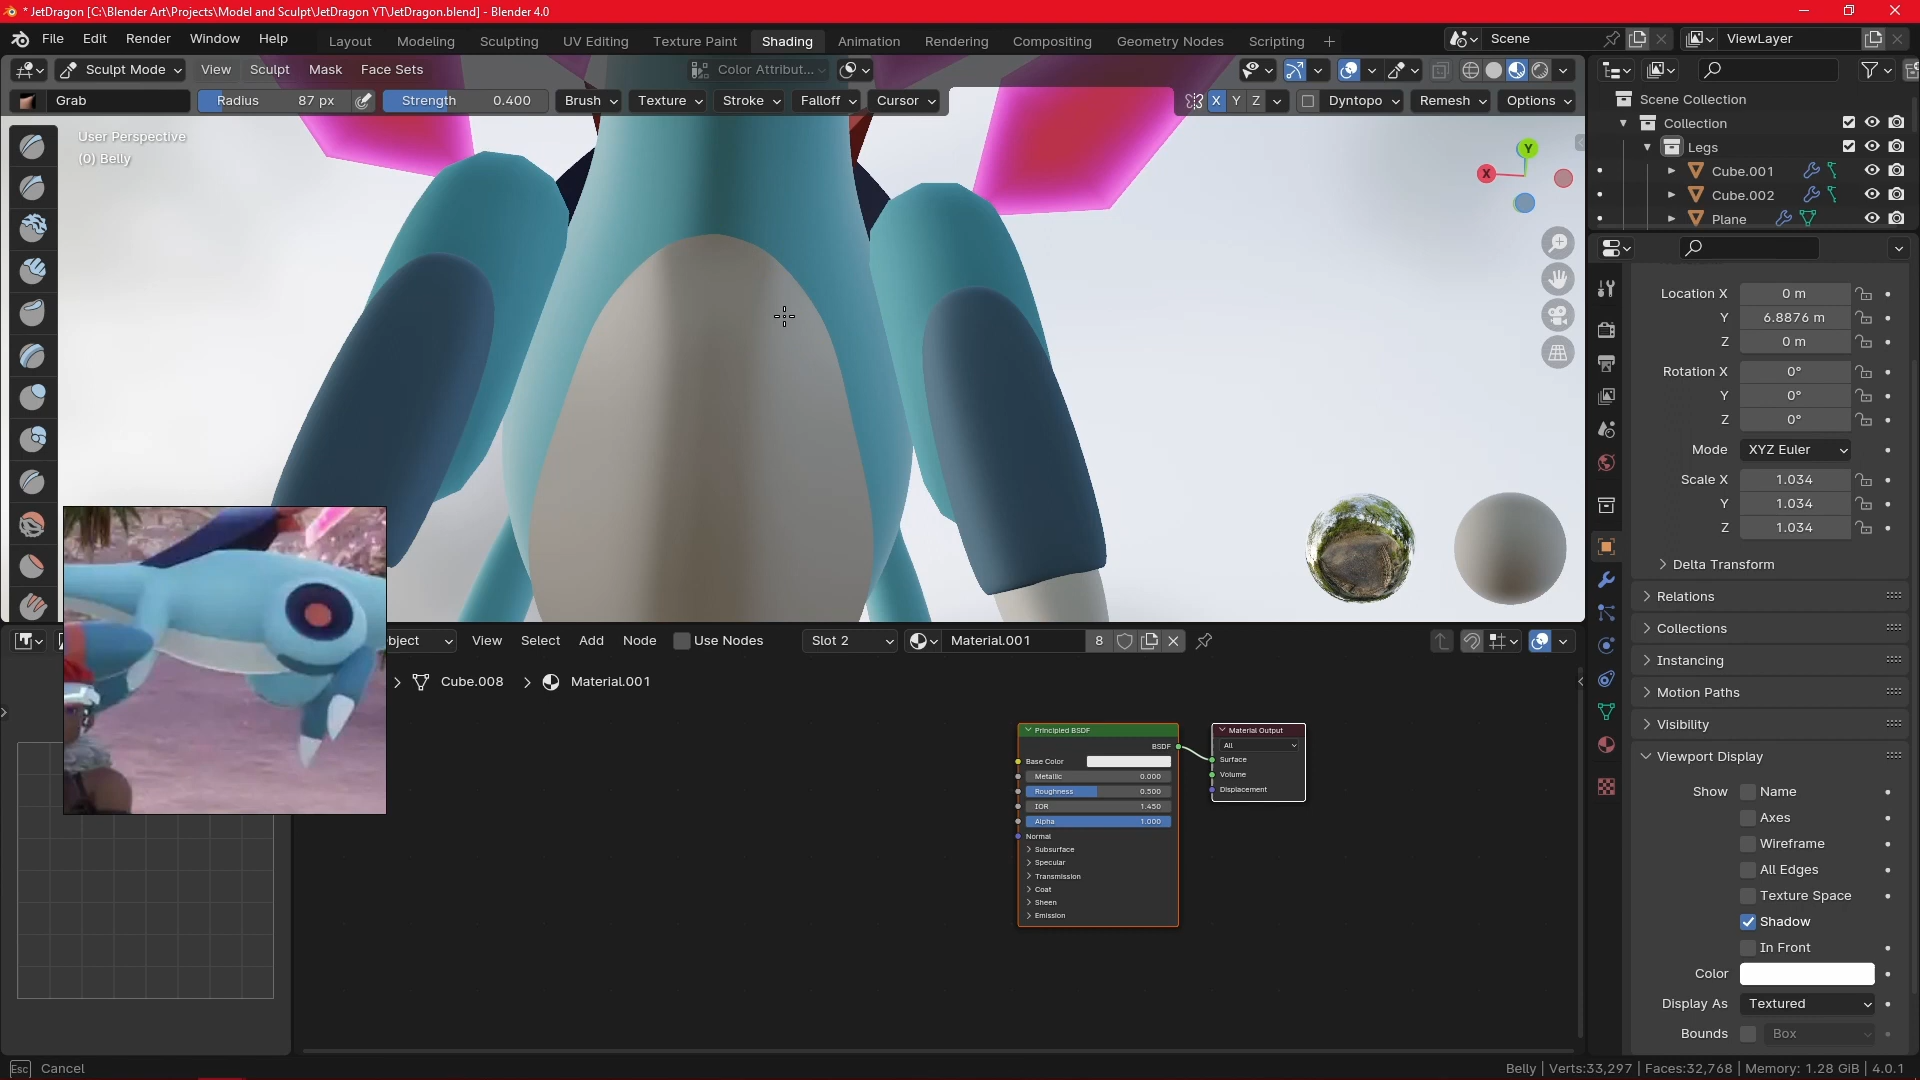 * JetDragon [C:\Blender Art\Projects\Model and Sculpt\JetDragon YT\JetDragon.blend] - Blender 4.0
File Edit Render Window Help Layout Modeling Sculpting UV Editing Texture Paint Shading Animation Rendering Compositing Geometry Nodes Scripting + Scene ViewLayer
Sculpt Mode View Sculpt Mask Face Sets Color Attribut...
Grab Radius 87 px Strength 0.400 Brush Texture Stroke Falloff Cursor X Y Z Dyntopo Remesh Options
User Perspective
(0) Belly
Y
X
Scene Collection
Collection
Legs
Cube.001
Cube.002
Plane
Location X 0 m
Y 6.8876 m
Z 0 m
Rotation X 0°
Y 0°
Z 0°
Mode XYZ Euler
Scale X 1.034
Y 1.034
Z 1.034
Delta Transform
Relations
Collections
Instancing
Motion Paths
Visibility
Viewport Display
Show Name
Axes
Wireframe
All Edges
Texture Space
Shadow
In Front
Color
Display As Textured
Bounds Box
bject View Select Add Node Use Nodes Slot 2 Material.001 8
Cube.008 Material.001
Principled BSDF
BSDF
Base Color
Metallic 0.000
Roughness 0.500
IOR 1.450
Alpha 1.000
Normal
Subsurface
Specular
Transmission
Coat
Sheen
Emission
Material Output
All
Surface
Volume
Displacement
Esc Cancel
Belly | Verts:33,297 | Faces:32,768 | Memory: 1.28 GiB | 4.0.1